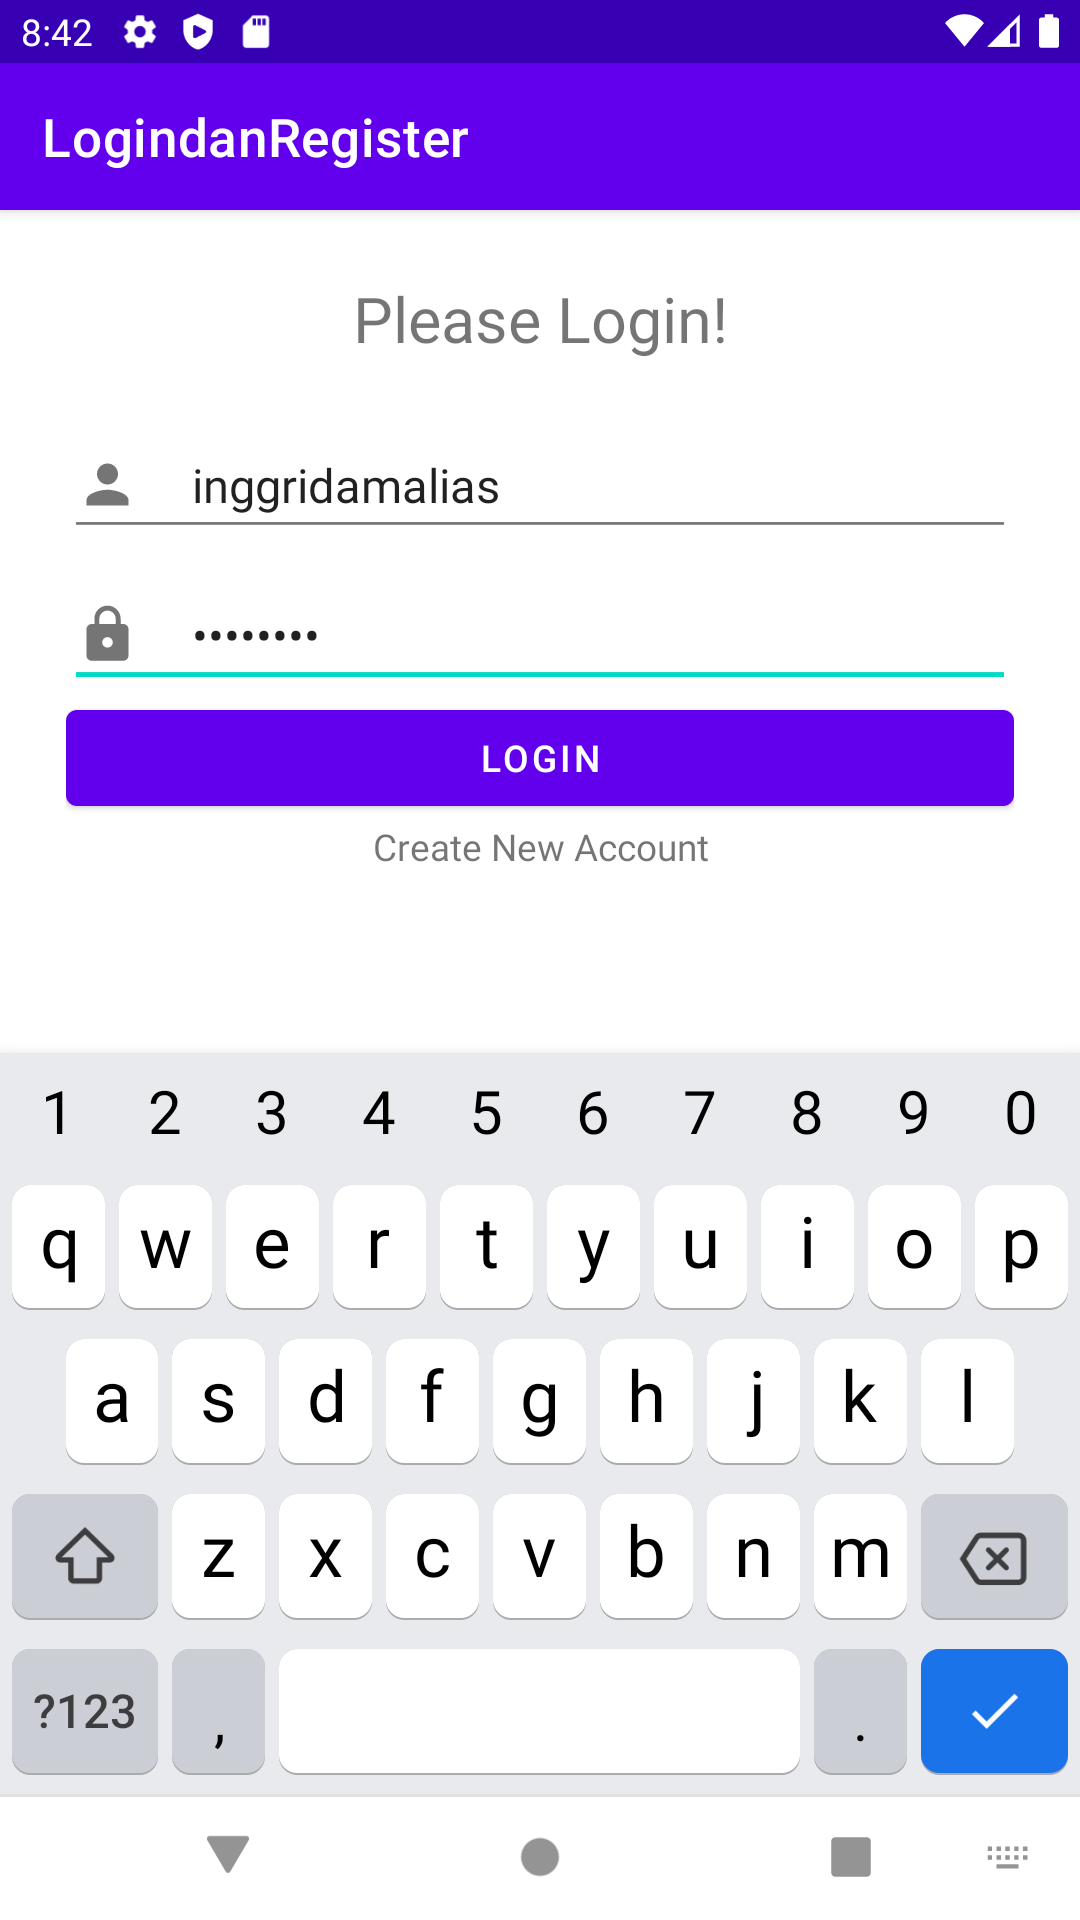 8:42
LogindanRegister
Please Login!
inggridamalias
••••••••
LOGIN
Create New Account
1 2 3 4 5 6 7 8 9 0
q w e r t y u i o p
a s d f g h j k l
z x c v b n m
?123 , .